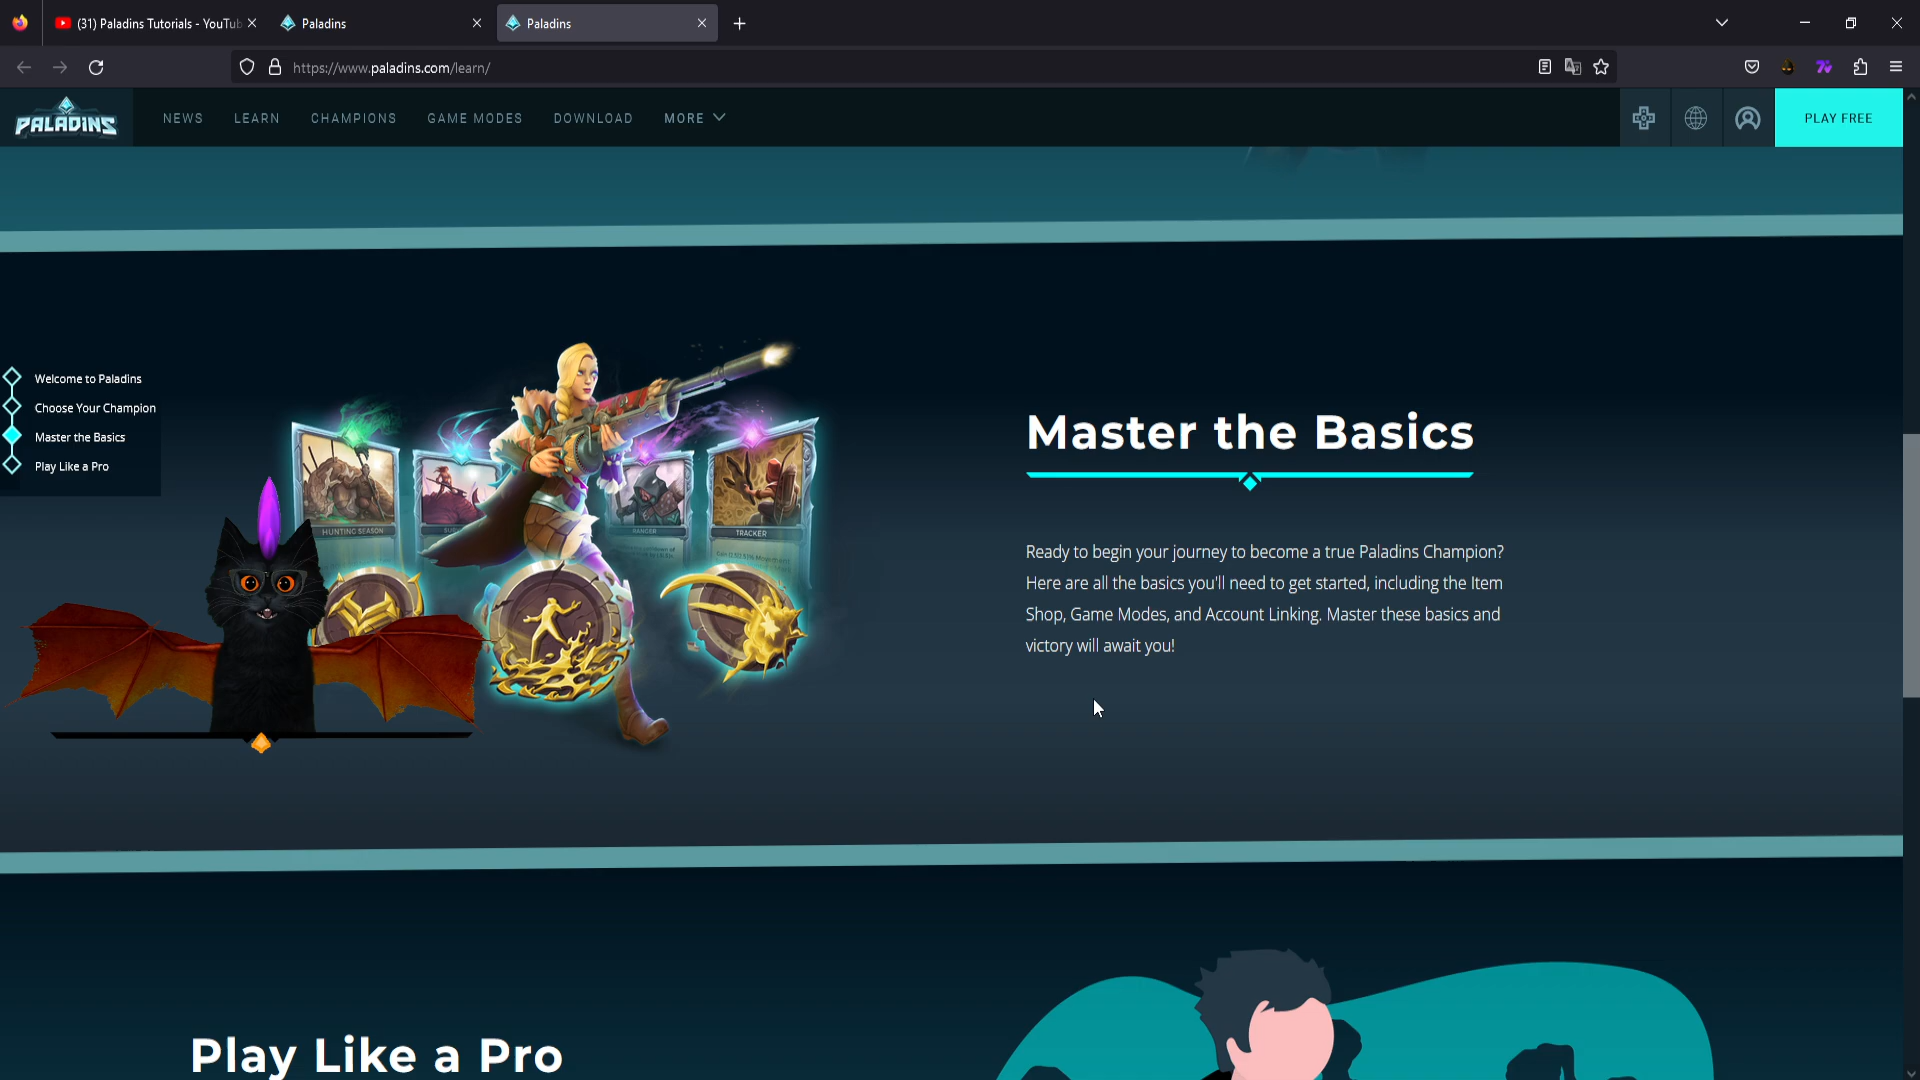 (31) Paladins Tutorials - YouTub
Paladins
Paladins
https://www.paladins.com/learn/
PALADINS
NEWS
LEARN
CHAMPIONS
GAME MODES
DOWNLOAD
MORE
PLAY FREE
Welcome to Paladins
Choose Your Champion
Master the Basics
Play Like a Pro
HUNTING SEASON
RANCER
TRACKER
Master the Basics
Ready to begin your journey to become a true Paladins Champion?
Here are all the basics you'll need to get started, including the Item
Shop, Game Modes, and Account Linking. Master these basics and
victory will await you!
Play Like a Pro